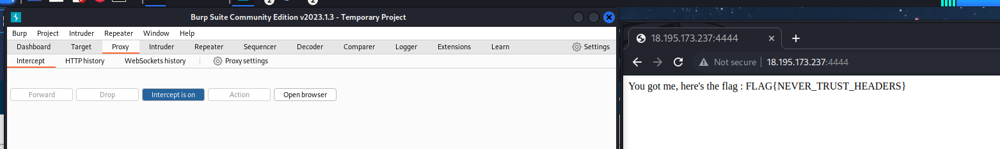 2
2
Burp Suite Community Edition v2023.1.3 - Temporary Project
Burp Project Intruder Repeater Window Help
Dashboard Target Proxy Intruder Repeater Sequencer Decoder Comparer Logger Extensions Learn Settings
Intercept HTTP history WebSockets history Proxy settings
Forward Drop Intercept is on Action Open browser
18.195.173.237:4444
Not secure 18.195.173.237:4444
You got me, here's the flag : FLAG{NEVER_TRUST_HEADERS}